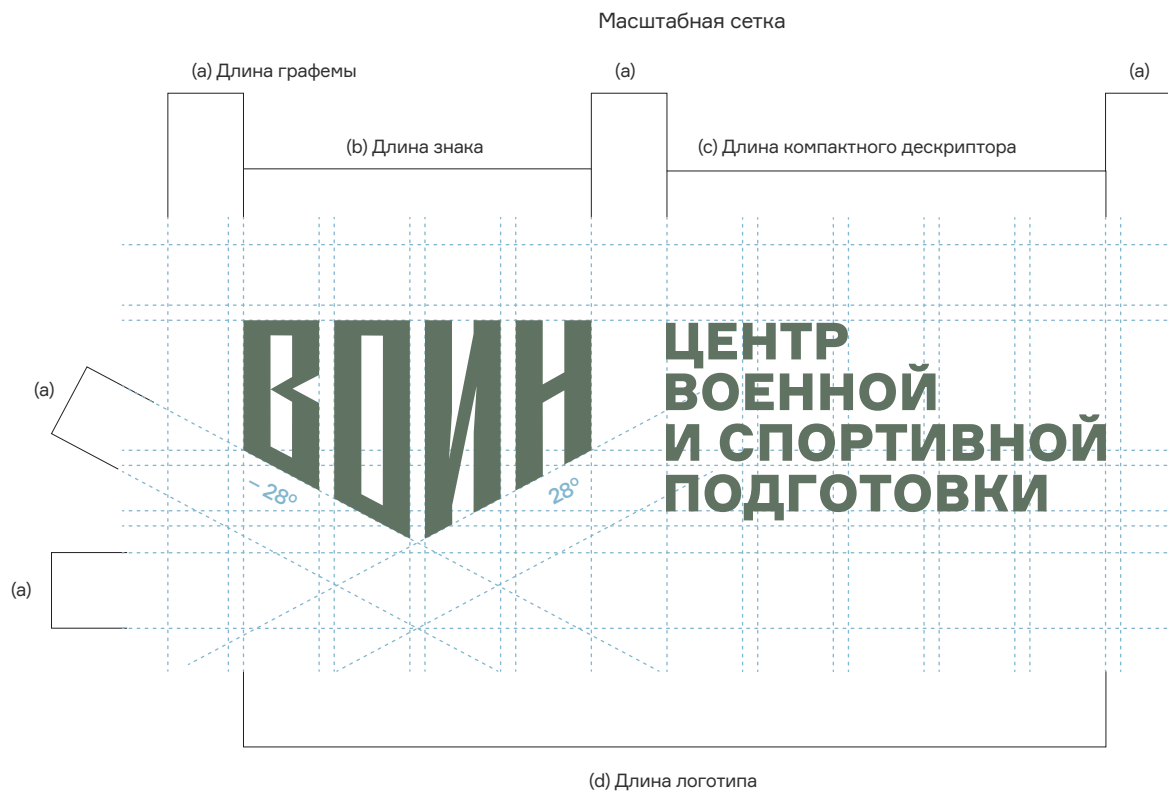 Масштабная сетка
(a) Длина графемы
(a)
(a)
(b) Длина знака
(c) Длина компактного дескриптора
ВОИН
ЦЕНТР
ВОЕННОЙ
И СПОРТИВНОЙ
ПОДГОТОВКИ
(a)
– 28°
28°
(a)
(d) Длина логотипа